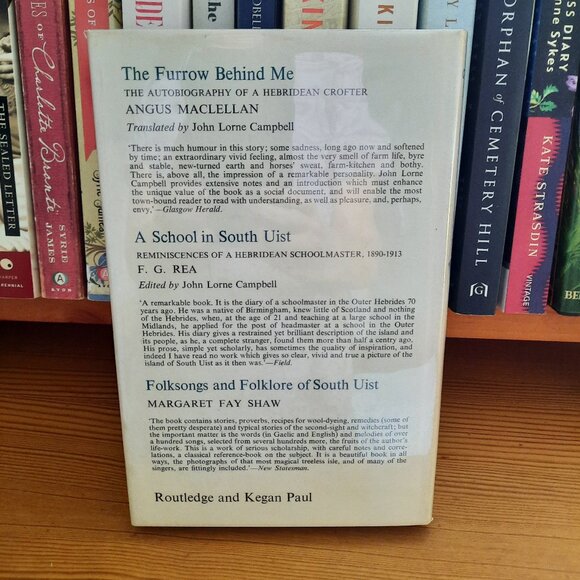 The Furrow Behind Me
THE AUTOBIOGRAPHY OF A HEBRIDEAN CROFTER
ANGUS MACLELLAN
Translated by John Lorne Campbell
'There is much humour in this story; some sadness, long ago now and softened
by time; an extraordinary vivid feeling, almost the very smell of farm life, byre
and stable, new-turned earth and horses' sweat, farm-kitchen and bothy.
There is, above all, the impression of a remarkable personality. John Lorne
Campbell provides extensive notes and an introduction which must enhance
the unique value of the book as a social document, and will enable the most
town-bound reader to read with understanding, as well as pleasure, and, perhaps,
envy,'—Glasgow Herald.
A School in South Uist
REMINISCENCES OF A HEBRIDEAN SCHOOLMASTER, 1890-1913
F. G. REA
Edited by John Lorne Campbell
'A remarkable book. It is the diary of a schoolmaster in the Outer Hebrides 70
years ago. He was a native of Birmingham, knew little of Scotland and nothing
of the Hebrides, when, at the age of 21 and teaching at a large school in the
Midlands, he applied for the post of headmaster at a school in the Outer
Hebrides. His diary gives a restrained yet brilliant description of the island and
its people, as he, a complete stranger, found them more than half a centry ago.
His prose, simple yet scholarly, has sometimes the quality of inspiration, and
indeed I have read no work which gives so clear, vivid and true a picture of the
island of South Uist as it then was.'—Field.
Folksongs and Folklore of South Uist
MARGARET FAY SHAW
'The book contains stories, proverbs, recipes for wool-dyeing, remedies (some of
them pretty desperate) and typical stories of the second-sight and witchcraft; but
the important matter is the words (in Gaelic and English) and melodies of over
a hundred songs, selected from several hundreds more, the fruits of the author's
life-work. This is a work of serious scholarship, with careful notes and corre-
lations, a classical reference-book on the subject. It is a beautiful book in all
ways, the photographs of that most magical treeless isle, and of many of the
singers, are fittingly included.'—New Statesman.
Routledge and Kegan Paul
THE SEALED LETTER
HARPER
PERENNIAL
OF Charlotte Brontë
SYRIE
JAMES
A
AVON
ORPHAN of CEMETERY HILL
G
KATE STRASDIN
VINTAGE
SS DIARY
Sykes